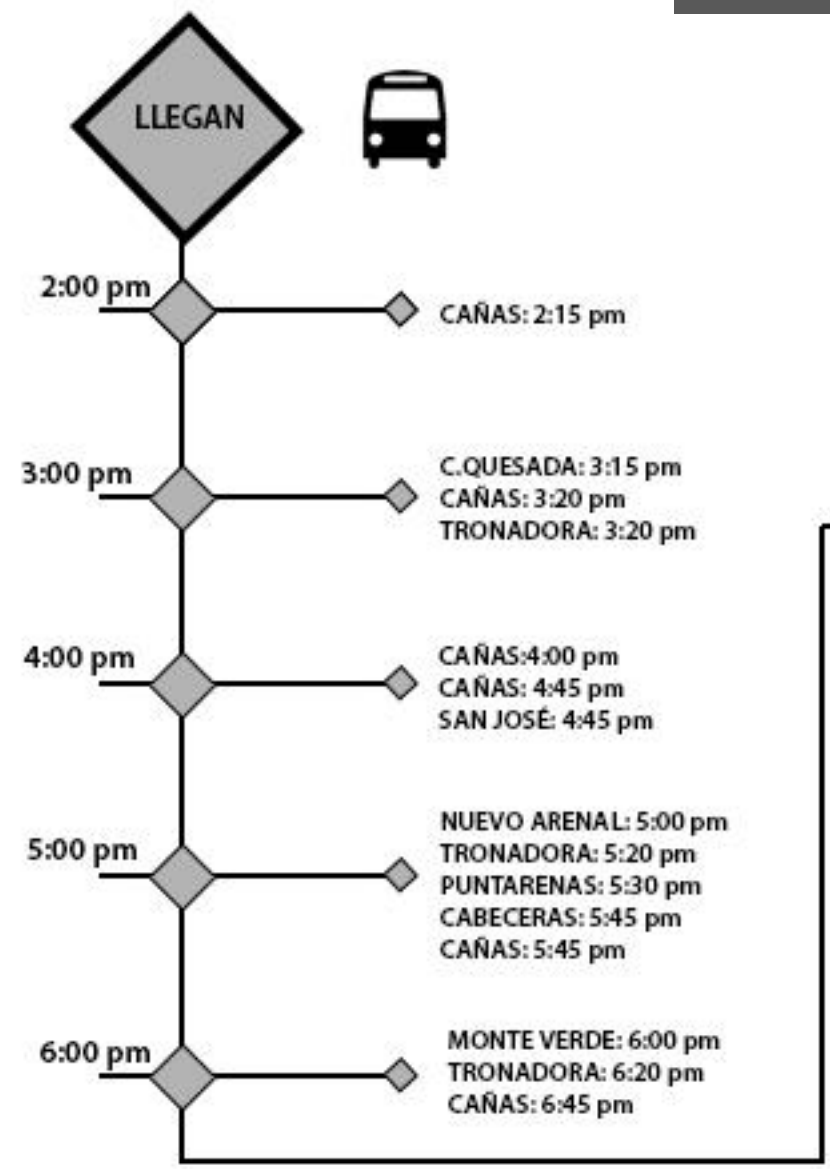 LLEGAN
2:00 pm
CAÑAS: 2:15 pm
3:00 pm
C.QUESADA: 3:15 pm
CAÑAS: 3:20 pm
TRONADORA: 3:20 pm
4:00 pm
CAÑAS:4:00 pm
CAÑAS: 4:45 pm
SAN JOSÉ: 4:45 pm
5:00 pm
NUEVO ARENAL: 5:00 pm
TRONADORA: 5:20 pm
PUNTARENAS: 5:30 pm
CABECERAS: 5:45 pm
CAÑAS: 5:45 pm
6:00 pm
MONTE VERDE: 6:00 pm
TRONADORA: 6:20 pm
CAÑAS: 6:45 pm